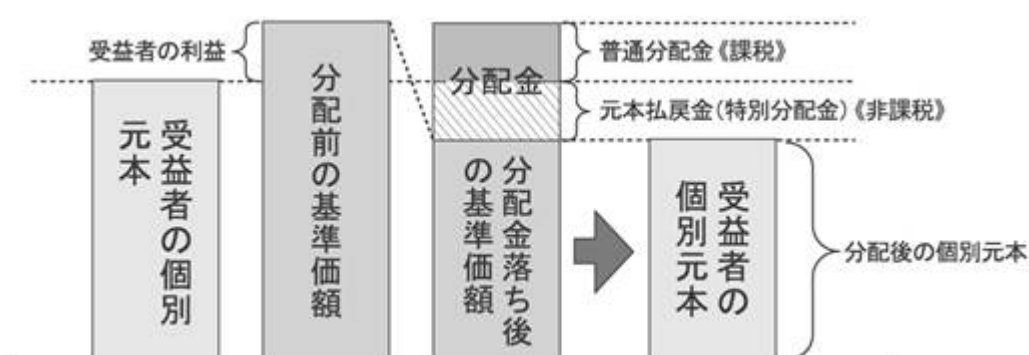 受益者の利益
受益者の個別
元本
分配前の基準価額
分配金
分配金落ち後
の基準価額
普通分配金《課税》
元本払戻金(特別分配金)《非課税》
受益者の
個別元本
分配後の個別元本